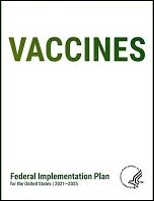 VACCINES
Federal Implementation Plan
for the United States | 2021–2025